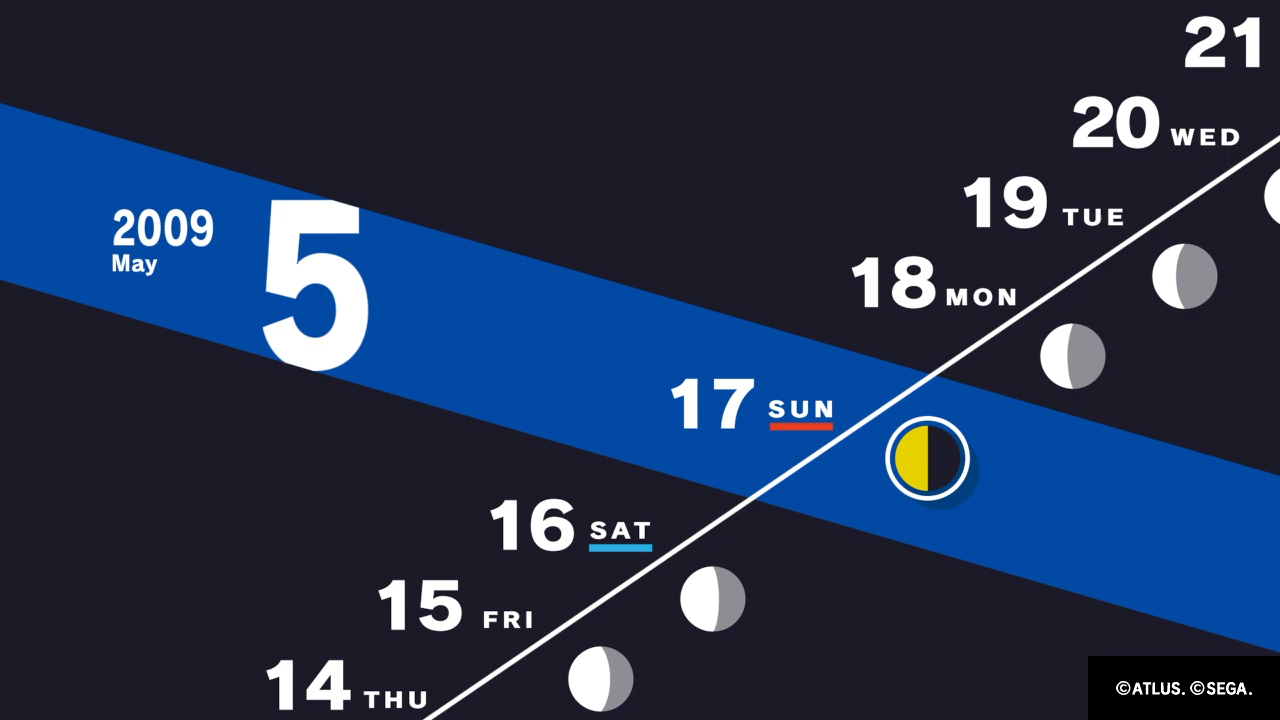 21
20 WED
19 TUE
18 MON
2009
May
5
17 SUN
16 SAT
15 FRI
14 THU
©ATLUS. ©SEGA.